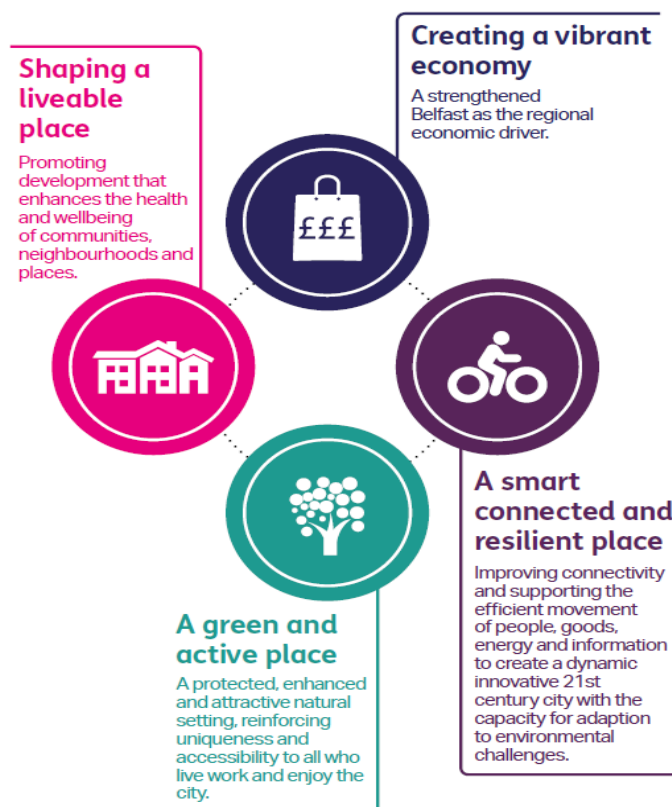 Shaping a
liveable
place
Promoting
development that
enhances the health
and wellbeing
of communities,
neighbourhoods and
places.
Creating a vibrant
economy
A strengthened
Belfast as the regional
economic driver.
£££
A smart
connected and
resilient place
Improving connectivity
and supporting the
efficient movement
of people, goods,
energy and information
to create a dynamic
innovative 21st
century city with the
capacity for adaption
to environmental
challenges.
A green and
active place
A protected, enhanced
and attractive natural
setting, reinforcing
uniqueness and
accessibility to all who
live work and enjoy the
city.